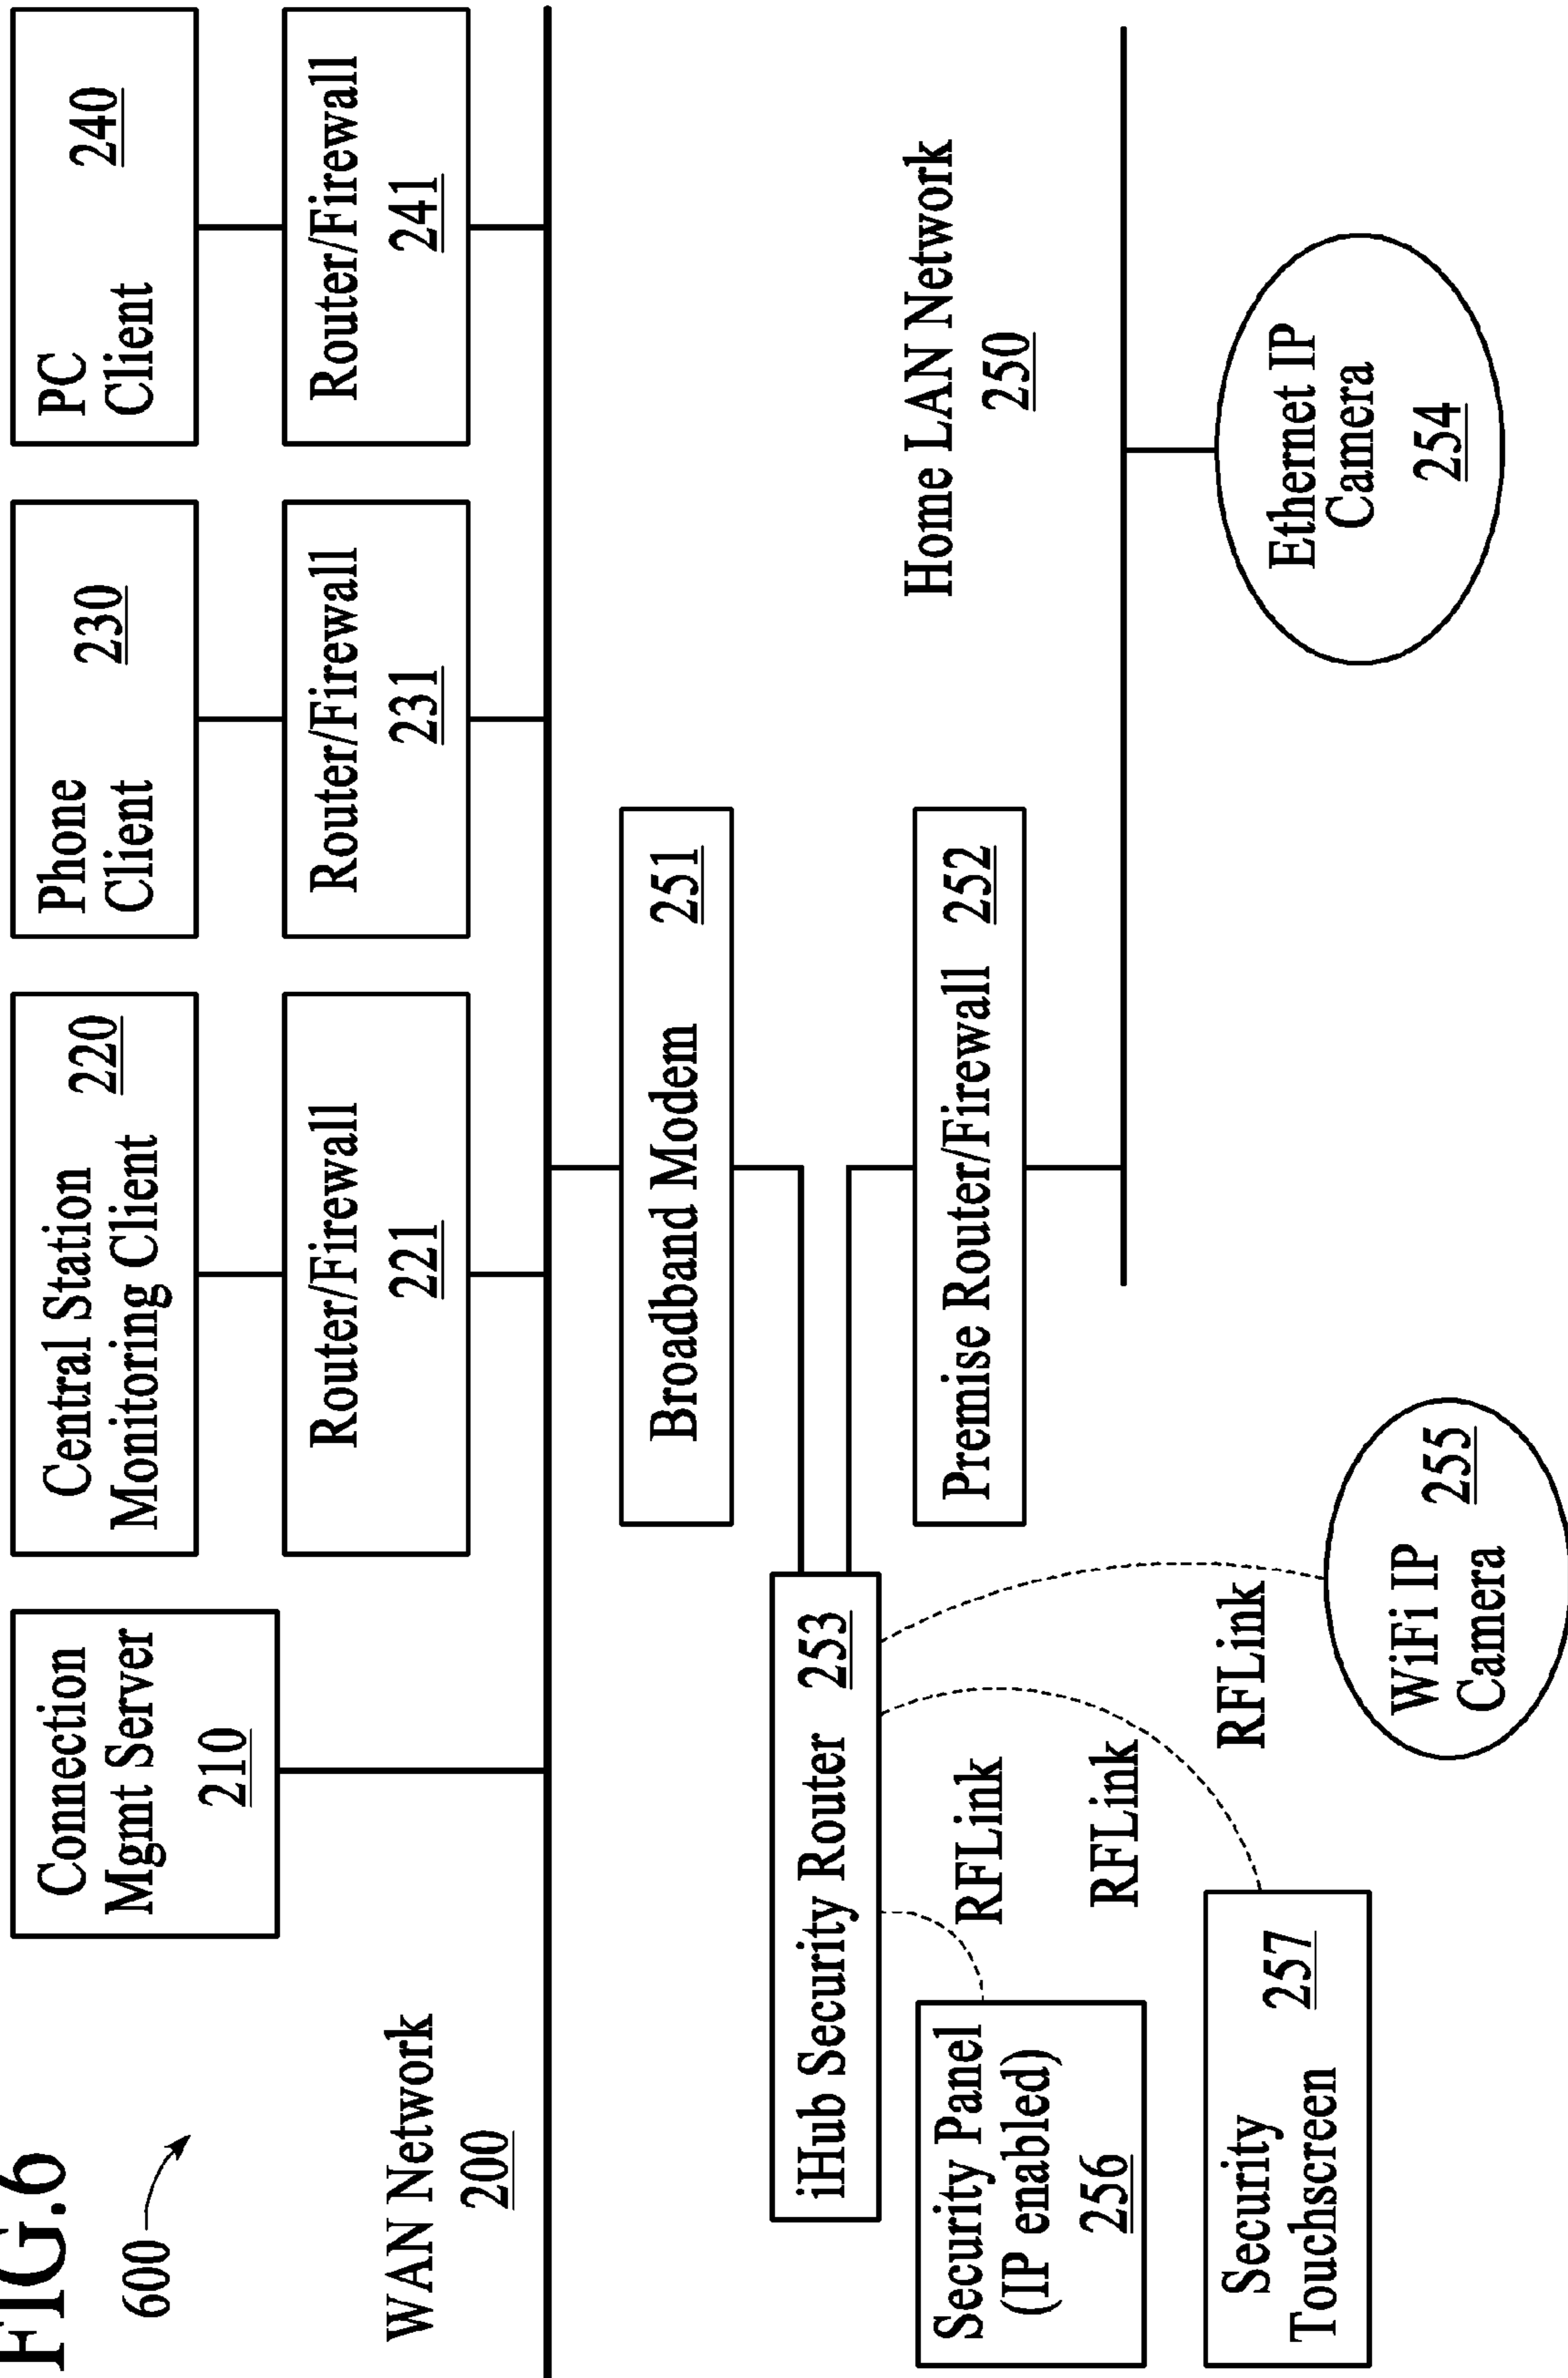 FIG.6
600
WAN Network
200
Connection
Mgmt Server
210
Central Station
Monitoring Client
220
Router/Firewall
221
Phone
Client
230
Router/Firewall
231
PC
Client
240
Router/Firewall
241
Broadband Modem 251
iHub Security Router 253
Premise Router/Firewall 252
Home LAN Network
250
Security Panel
(IP enabled)
256
RFLink
RFLink
RFLink
Security
Touchscreen
257
WiFi IP
Camera
255
Ethernet IP
Camera
254